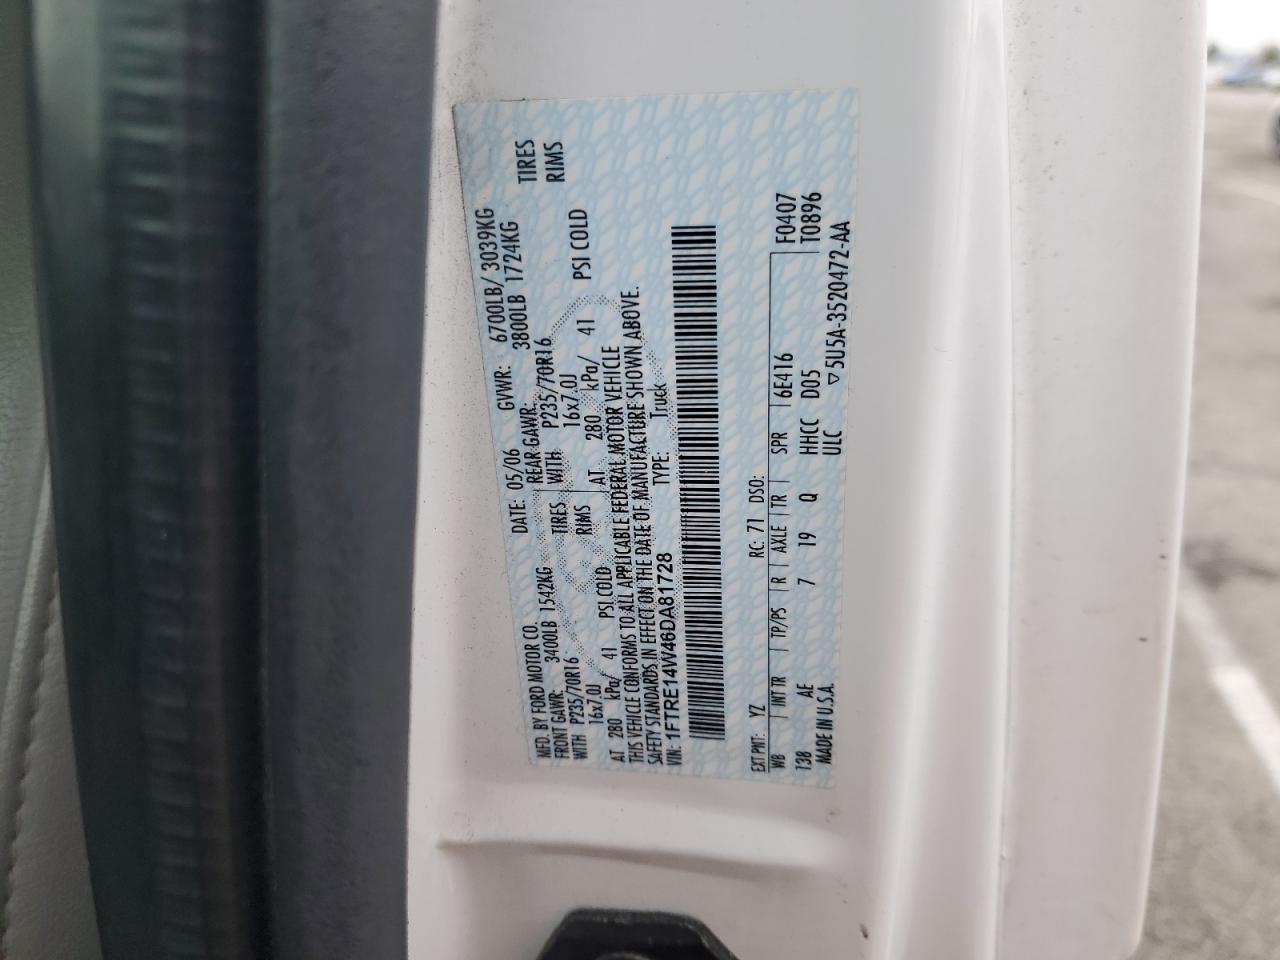 MFD. BY FORD MOTOR CO. DATE: 05/06 GVWR: 6700LB/ 3039KG
FRONT GAWR: 3400LB 1542KG REAR GAWR: 3800LB 1724KG
WITH P235/70R16 TIRES WITH P235/70R16 TIRES
16x7.0J RIMS 16x7.0J RIMS
AT 280 kPa/ 41 PSI COLD AT 280 kPa/ 41 PSI COLD
THIS VEHICLE CONFORMS TO ALL APPLICABLE FEDERAL MOTOR VEHICLE
SAFETY STANDARDS IN EFFECT ON THE DATE OF MANUFACTURE SHOWN ABOVE.
VIN: 1FTRE14W46DA81728 TYPE: Truck
EXT PNT: YZ RC: 71 DSO: F0407
WB INT TR TP/PS R AXLE TR SPR 6E416 T0896
138 AE 7 19 Q HHCC D05
MADE IN U.S.A. ULC ▽5U5A-3520472-AA